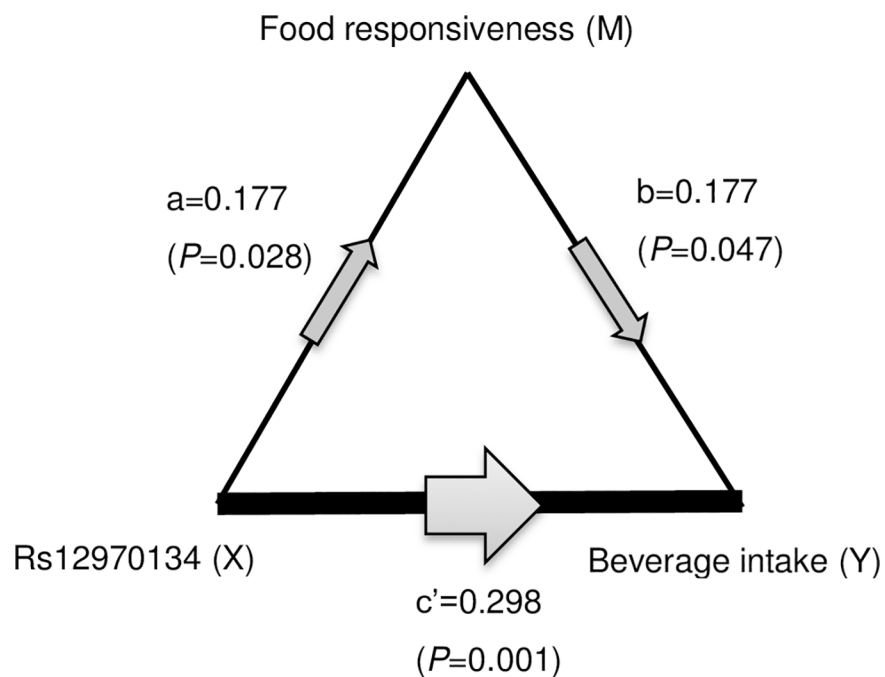 Food responsiveness (M)
a=0.177
(P=0.028)
b=0.177
(P=0.047)
Rs12970134 (X)
Beverage intake (Y)
c’=0.298
(P=0.001)